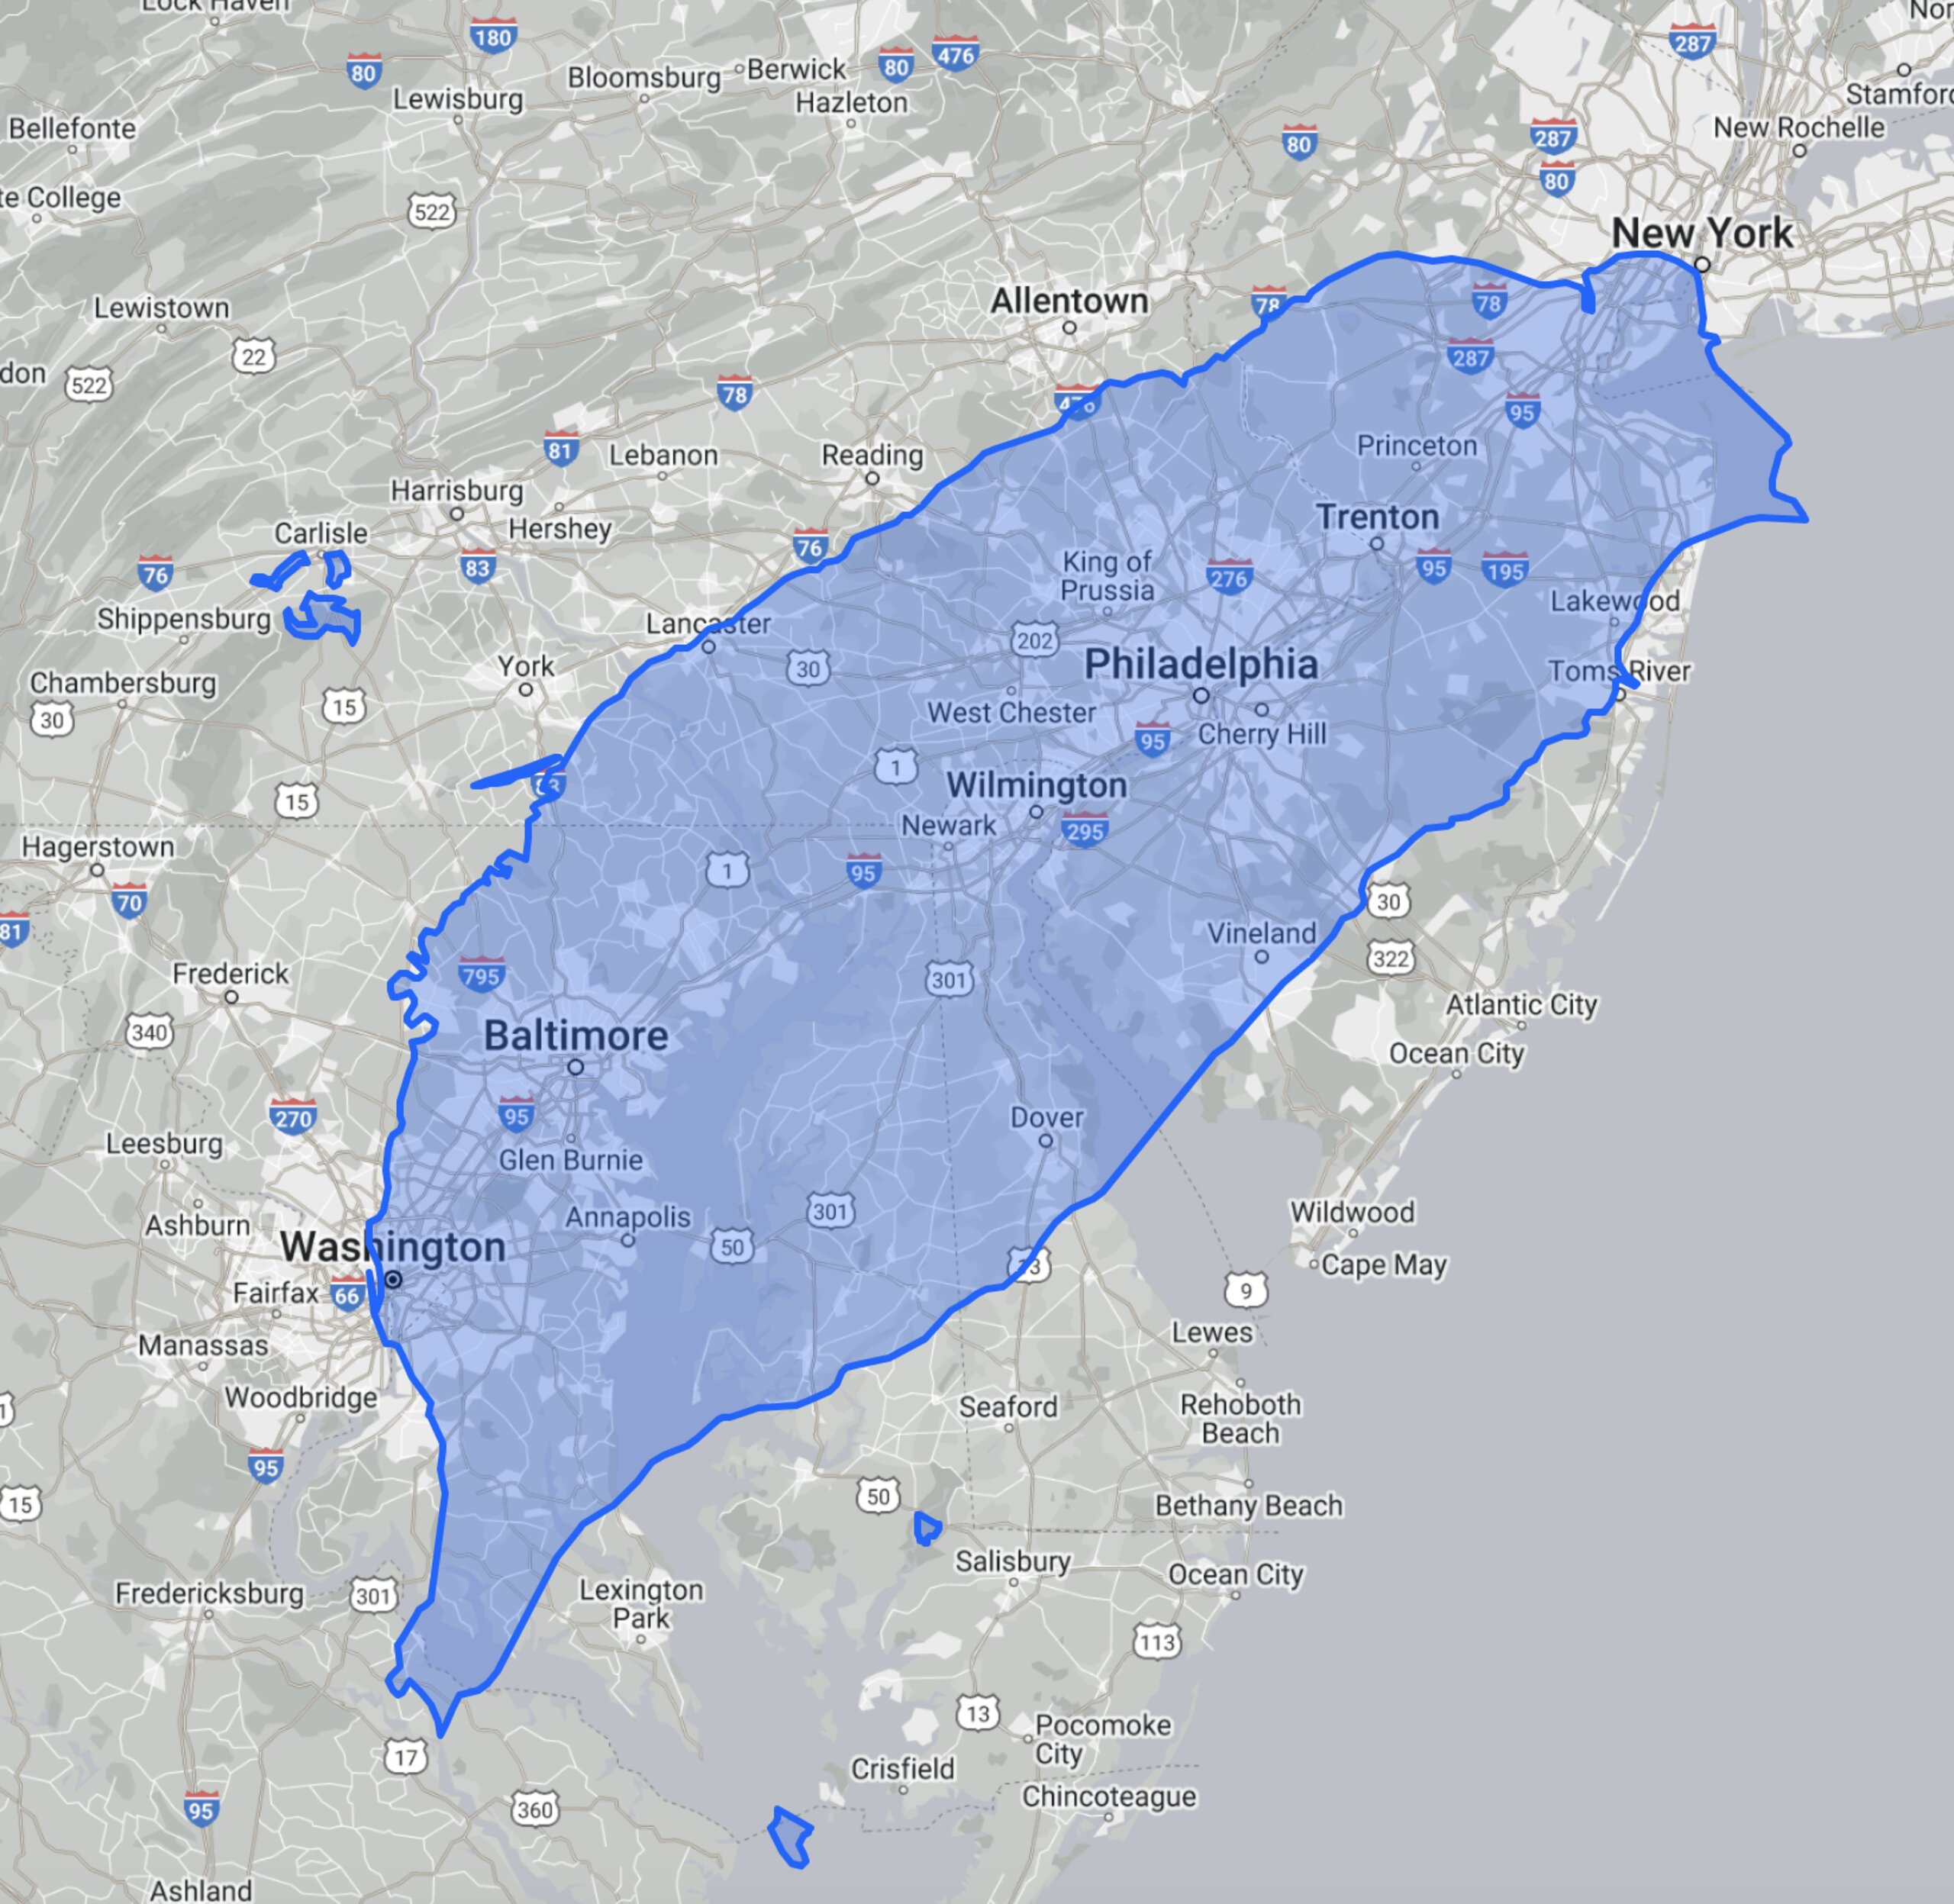 Lock Haven
180
80
476
80
287
Nor
Bloomsburg
Berwick
Lewisburg
Hazleton
Stamford
Bellefonte
287
New Rochelle
80
80
te College
522
New York
Lewistown
Allentown
78
78
22
287
don
522
78
476
95
81
Lebanon
Reading
Princeton
Harrisburg
Hershey
Trenton
Carlisle
76
76
83
King of
Prussia
276
95
195
Shippensburg
Lancaster
202
Lakewood
York
30
Philadelphia
Toms River
Chambersburg
30
15
West Chester
95
Cherry Hill
1
83
Wilmington
15
Newark
295
Hagerstown
1
95
70
30
81
Vineland
322
Frederick
795
301
Atlantic City
340
Baltimore
Ocean City
270
95
Dover
Leesburg
Glen Burnie
Ashburn
Annapolis
301
Wildwood
Washington
50
13
Cape May
Fairfax
66
9
Manassas
Lewes
Woodbridge
Seaford
Rehoboth
Beach
95
15
50
Bethany Beach
Salisbury
Ocean City
Fredericksburg
301
Lexington
Park
113
13
Pocomoke
City
17
Crisfield
Chincoteague
95
360
Ashland